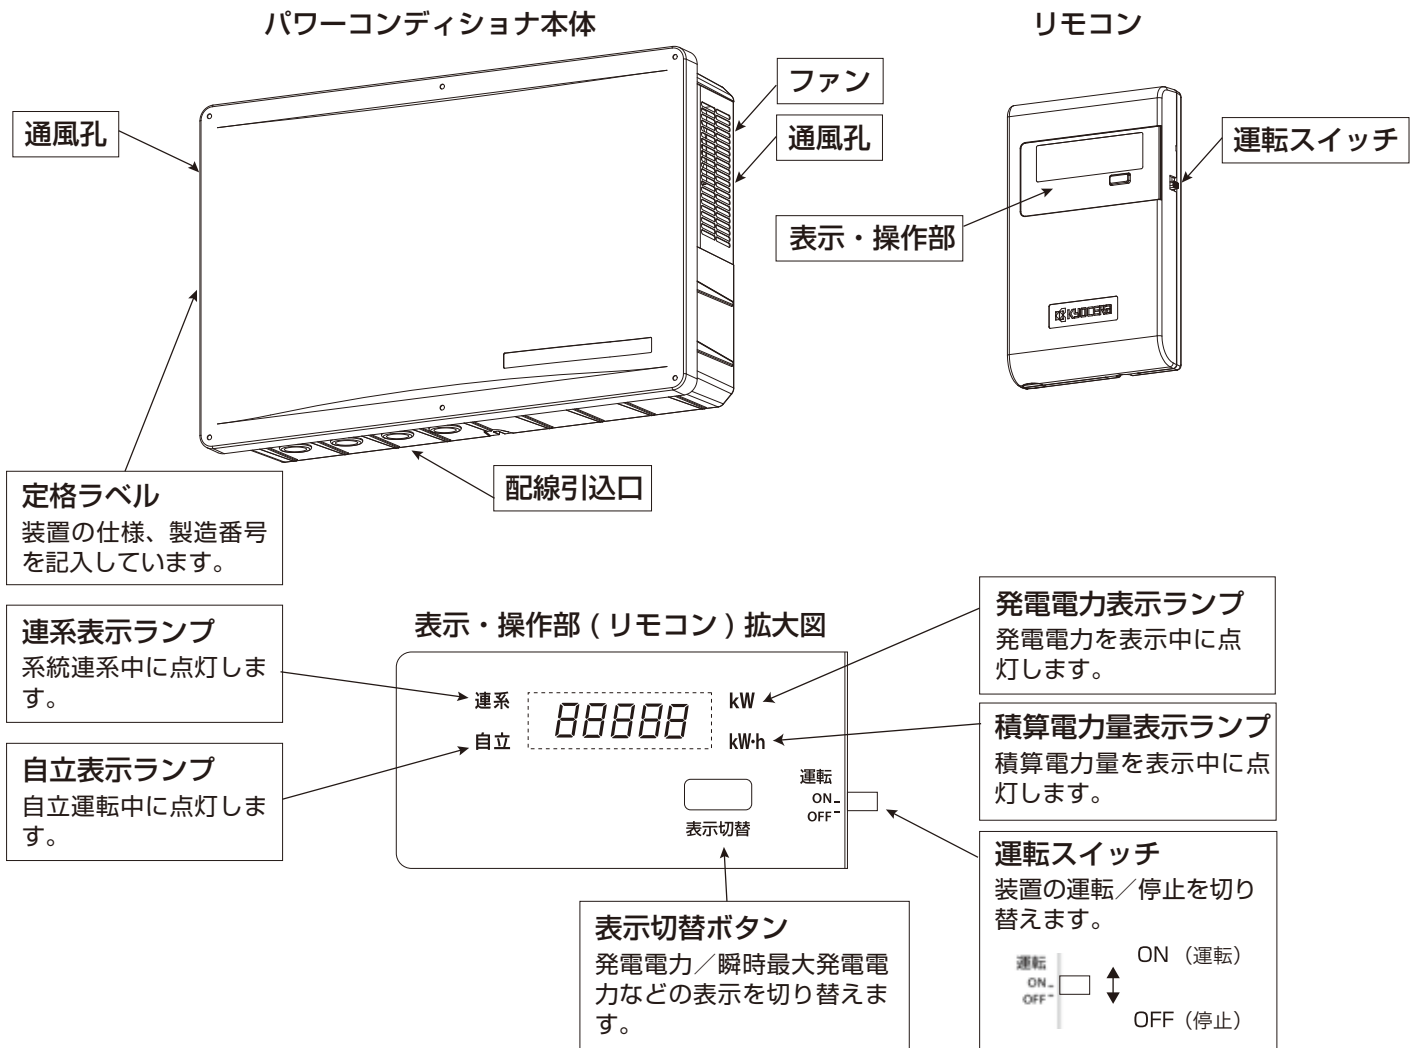 パワーコンディショナ本体
リモコン
通風孔
ファン
通風孔
運転スイッチ
表示・操作部
KYOCERA
定格ラベル
装置の仕様、製造番号
を記入しています。
配線引込口
連系表示ランプ
系統連系中に点灯しま
す。
自立表示ランプ
自立運転中に点灯しま
す。
表示・操作部 ( リモコン ) 拡大図
連系
自立
88888
kW
kW･h
表示切替
運転
ON
OFF
発電電力表示ランプ
発電電力を表示中に点
灯します。
積算電力量表示ランプ
積算電力量を表示中に点
灯します。
表示切替ボタン
発電電力／瞬時最大発電電
力などの表示を切り替えま
す。
運転スイッチ
装置の運転／停止を切り
替えます。
運転
ON
OFF
ON （運転）
OFF（停止）